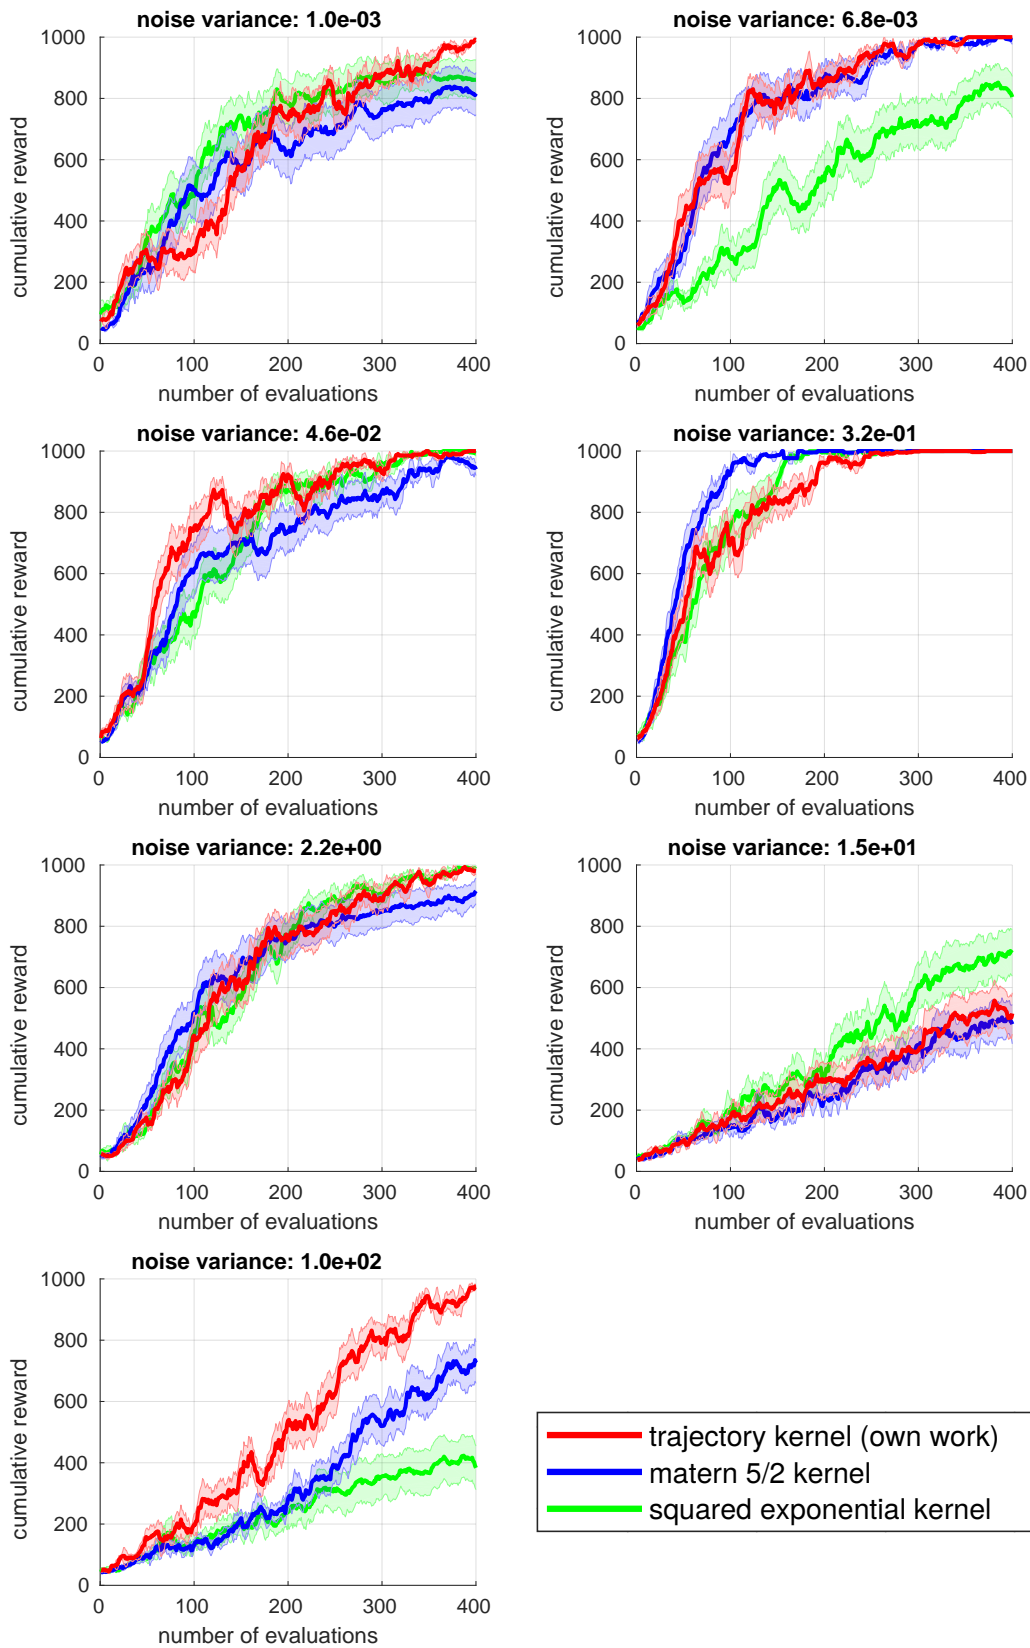 noise variance: 1.0e-03
1000
800
600
400
200
0
cumulative reward
0 100 200 300 400
number of evaluations
noise variance: 6.8e-03
1000
800
600
400
200
0
cumulative reward
0 100 200 300 400
number of evaluations
noise variance: 4.6e-02
1000
800
600
400
200
0
cumulative reward
0 100 200 300 400
number of evaluations
noise variance: 3.2e-01
1000
800
600
400
200
0
cumulative reward
0 100 200 300 400
number of evaluations
noise variance: 2.2e+00
1000
800
600
400
200
0
cumulative reward
0 100 200 300 400
number of evaluations
noise variance: 1.5e+01
1000
800
600
400
200
0
cumulative reward
0 100 200 300 400
number of evaluations
noise variance: 1.0e+02
1000
800
600
400
200
0
cumulative reward
0 100 200 300 400
number of evaluations
trajectory kernel (own work)
matern 5/2 kernel
squared exponential kernel